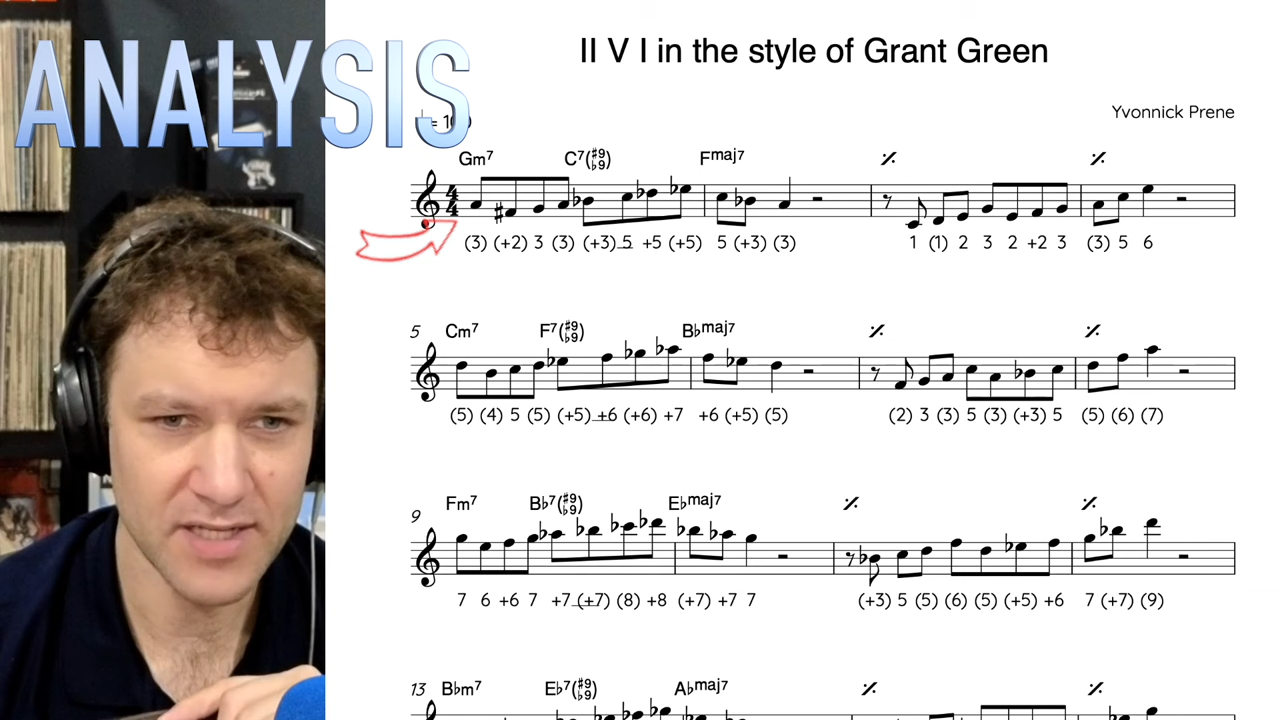 ANALYSIS
II V I in the style of Grant Green
Yvonnick Prene
Gm7 C7(♯9 ♭9) Fmaj7
4 4
(3) (+2) 3 (3) (+3) 5 +5 (+5) 5 (+3) (3) 1 (1) 2 3 2 +2 3 (3) 5 6
5 Cm7 F7(♯9 ♭9) B♭maj7
(5) (4) 5 (5) (+5) +6 (+6) +7 +6 (+5) (5) (2) 3 (3) 5 (3) (+3) 5 (5) (6) (7)
9 Fm7 B♭7(♯9 ♭9) E♭maj7
7 6 +6 7 +7 (+7) (8) +8 (+7) +7 7 (+3) 5 (5) (6) (5) (+5) +6 7 (+7) (9)
13 B♭m7 E♭7(♯9 ♭9) A♭maj7